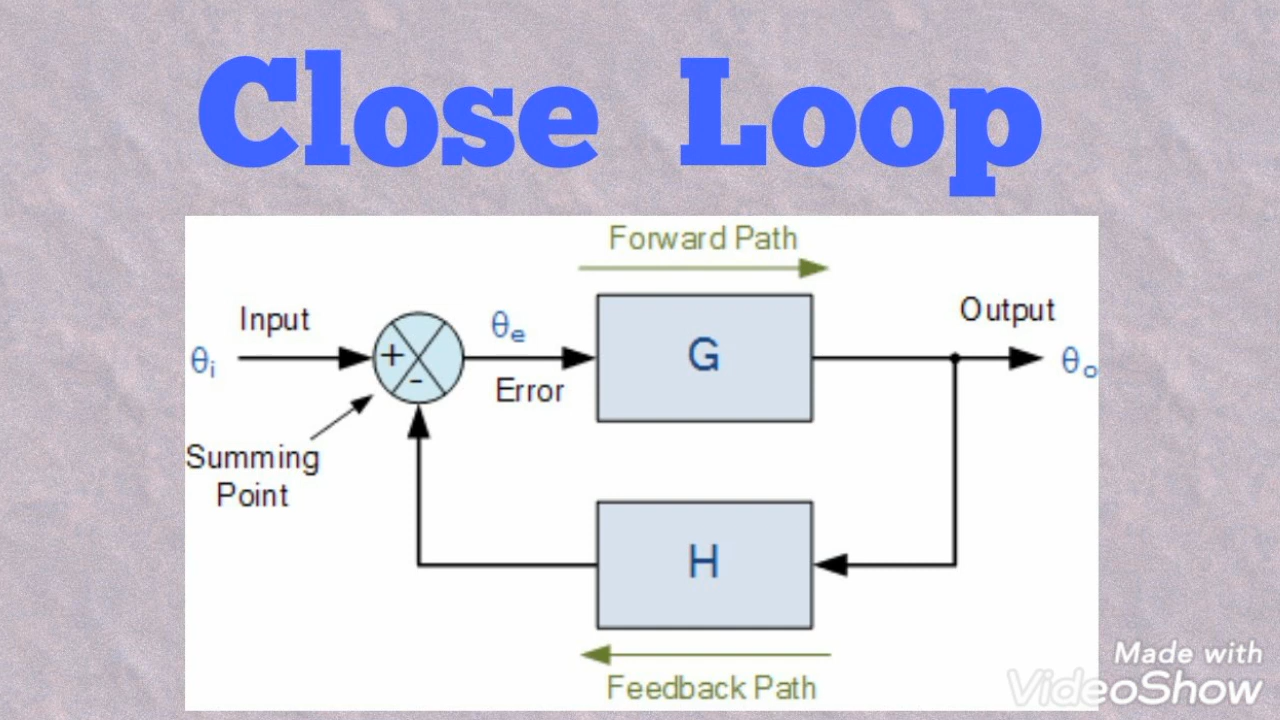 Close Loop
Forward Path
Input
Output
θi
+
-
θe
Error
G
θo
Summing
Point
H
Feedback Path
Made with
VideoShow